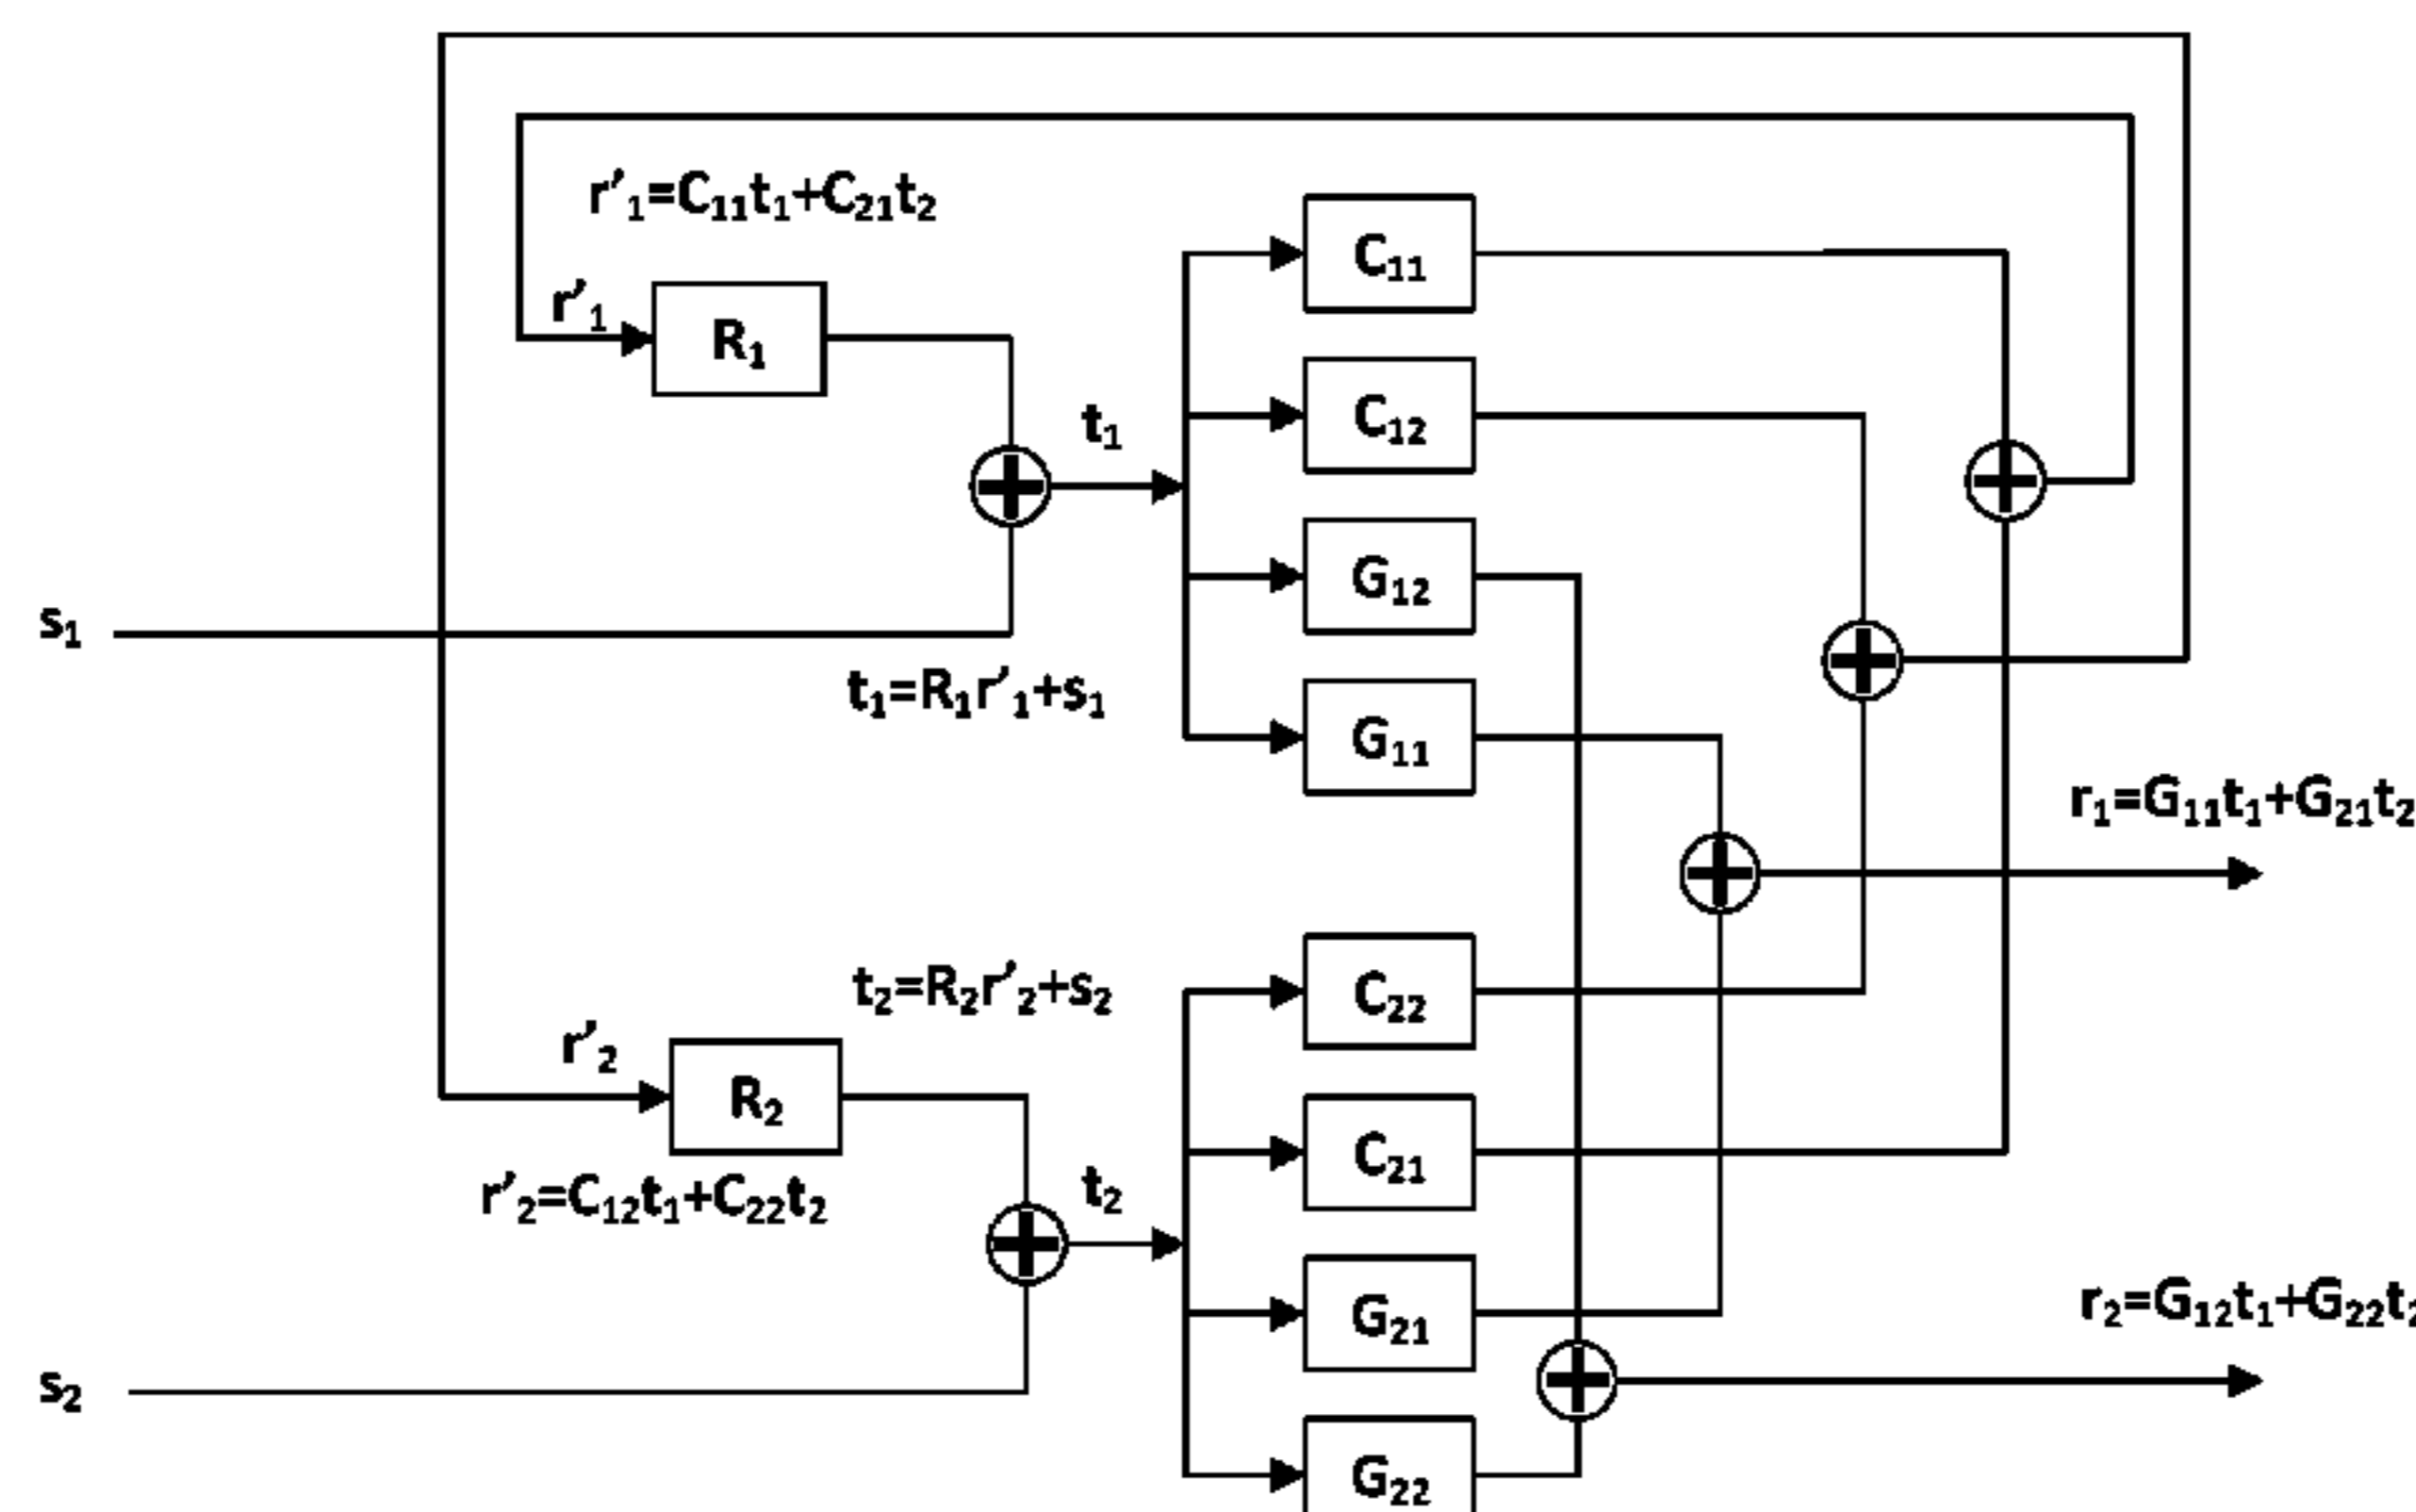 r'₁=C₁₁t₁+C₂₁t₂
C₁₁
r'₁
R₁
C₁₂
t₁
G₁₂
s₁
t₁=R₁r'₁+s₁
G₁₁
r₁=G₁₁t₁+G₂₁t₂
t₂=R₂r'₂+s₂
C₂₂
r'₂
R₂
C₂₁
r'₂=C₁₂t₁+C₂₂t₂
t₂
r₂=G₁₂t₁+G₂₂t₂
G₂₁
s₂
G₂₂